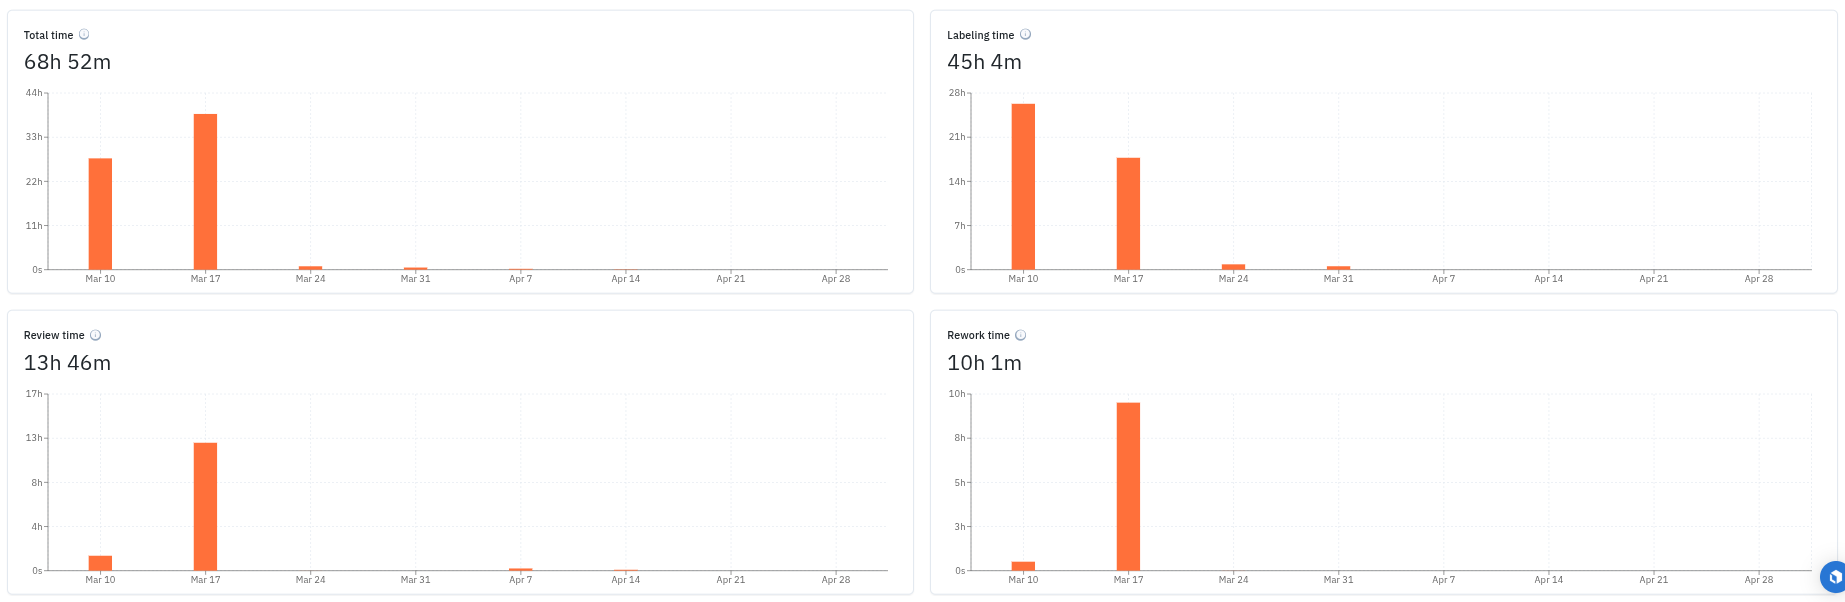 Total time
68h 52m
44h
33h
22h
11h
0s
Mar 10 Mar 17 Mar 24 Mar 31 Apr 7 Apr 14 Apr 21 Apr 28
Labeling time
45h 4m
28h
21h
14h
7h
0s
Mar 10 Mar 17 Mar 24 Mar 31 Apr 7 Apr 14 Apr 21 Apr 28
Review time
13h 46m
17h
13h
8h
4h
0s
Mar 10 Mar 17 Mar 24 Mar 31 Apr 7 Apr 14 Apr 21 Apr 28
Rework time
10h 1m
10h
8h
5h
3h
0s
Mar 10 Mar 17 Mar 24 Mar 31 Apr 7 Apr 14 Apr 21 Apr 28